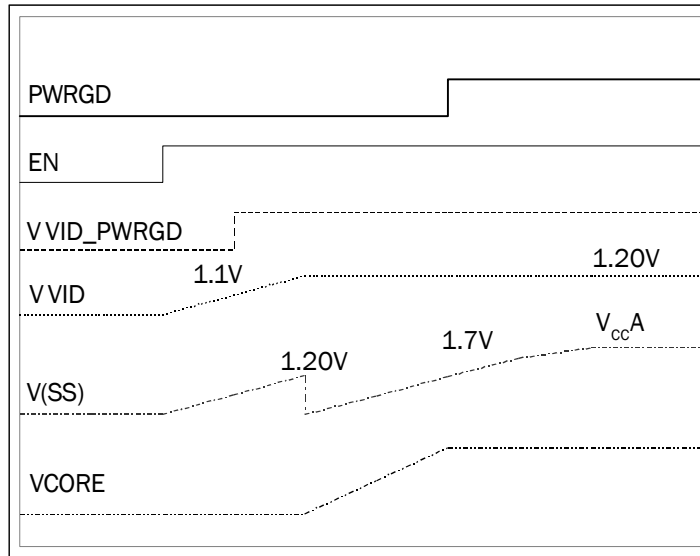 PWRGD
EN
V VID_PWRGD
1.1V
1.20V
V VID
1.20V
1.7V
VccA
V(SS)
VCORE